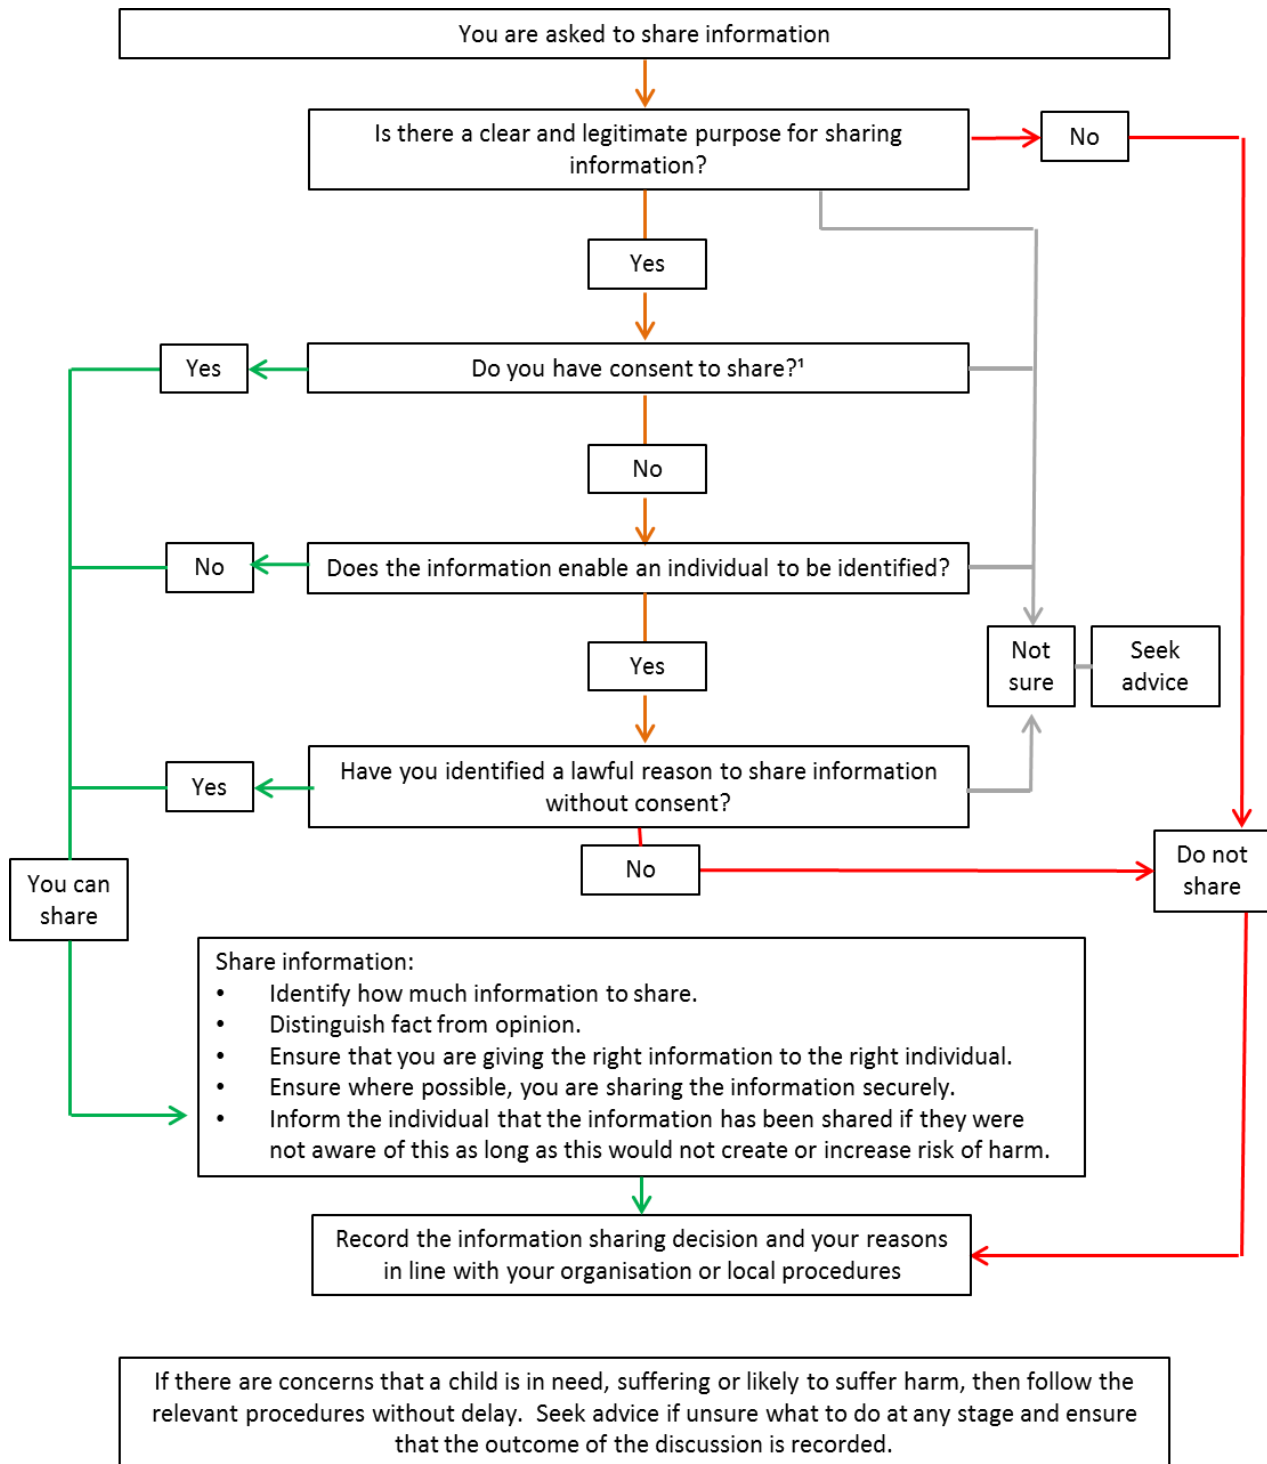 You are asked to share information
Is there a clear and legitimate purpose for sharing
information?
No
Yes
Do you have consent to share?¹
Yes
No
Does the information enable an individual to be identified?
No
Yes
Not
sure
Seek
advice
Have you identified a lawful reason to share information
without consent?
Yes
No
Do not
share
You can
share
Share information:
• Identify how much information to share.
• Distinguish fact from opinion.
• Ensure that you are giving the right information to the right individual.
• Ensure where possible, you are sharing the information securely.
• Inform the individual that the information has been shared if they were
not aware of this as long as this would not create or increase risk of harm.
Record the information sharing decision and your reasons
in line with your organisation or local procedures
If there are concerns that a child is in need, suffering or likely to suffer harm, then follow the
relevant procedures without delay.  Seek advice if unsure what to do at any stage and ensure
that the outcome of the discussion is recorded.